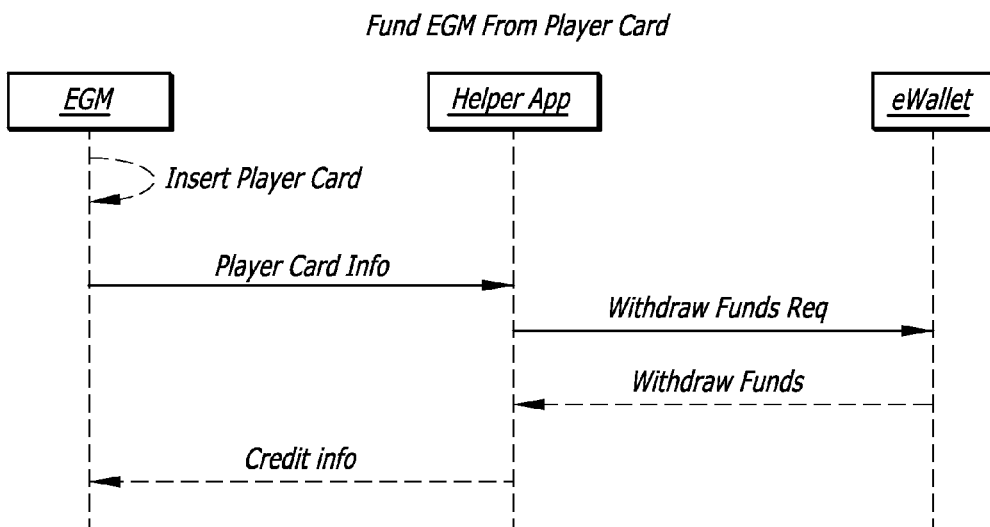 Fund EGM From Player Card
EGM
Helper App
eWallet
Insert Player Card
Player Card Info
Withdraw Funds Req
Withdraw Funds
Credit info